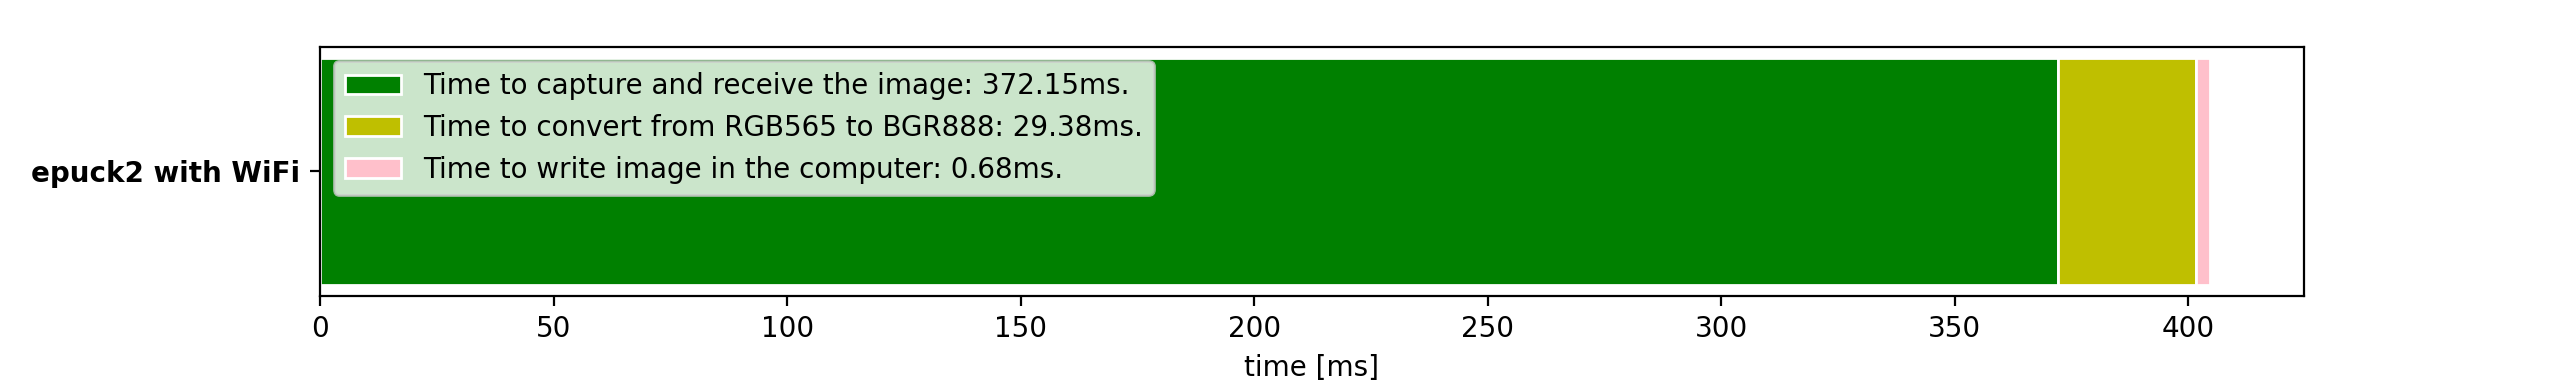 Time to capture and receive the image: 372.15ms.
Time to convert from RGB565 to BGR888: 29.38ms.
Time to write image in the computer: 0.68ms.
epuck2 with WiFi
0 50 100 150 200 250 300 350 400
time [ms]